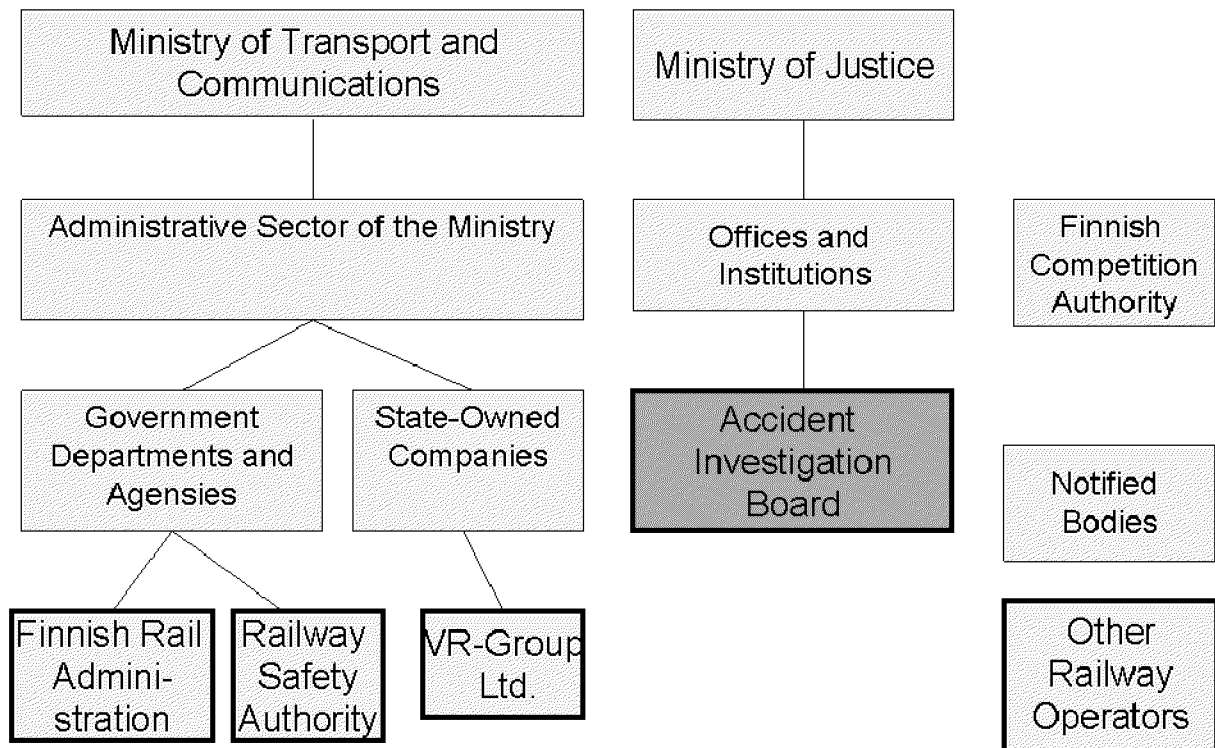 Ministry of Transport and
Communications
Ministry of Justice
Administrative Sector of the Ministry
Offices and
Institutions
Finnish
Competition
Authority
Government
Departments and
Agensies
State-Owned
Companies
Accident
Investigation
Board
Notified
Bodies
Finnish Rail
Admini-
stration
Railway
Safety
Authority
VR-Group
Ltd.
Other
Railway
Operators